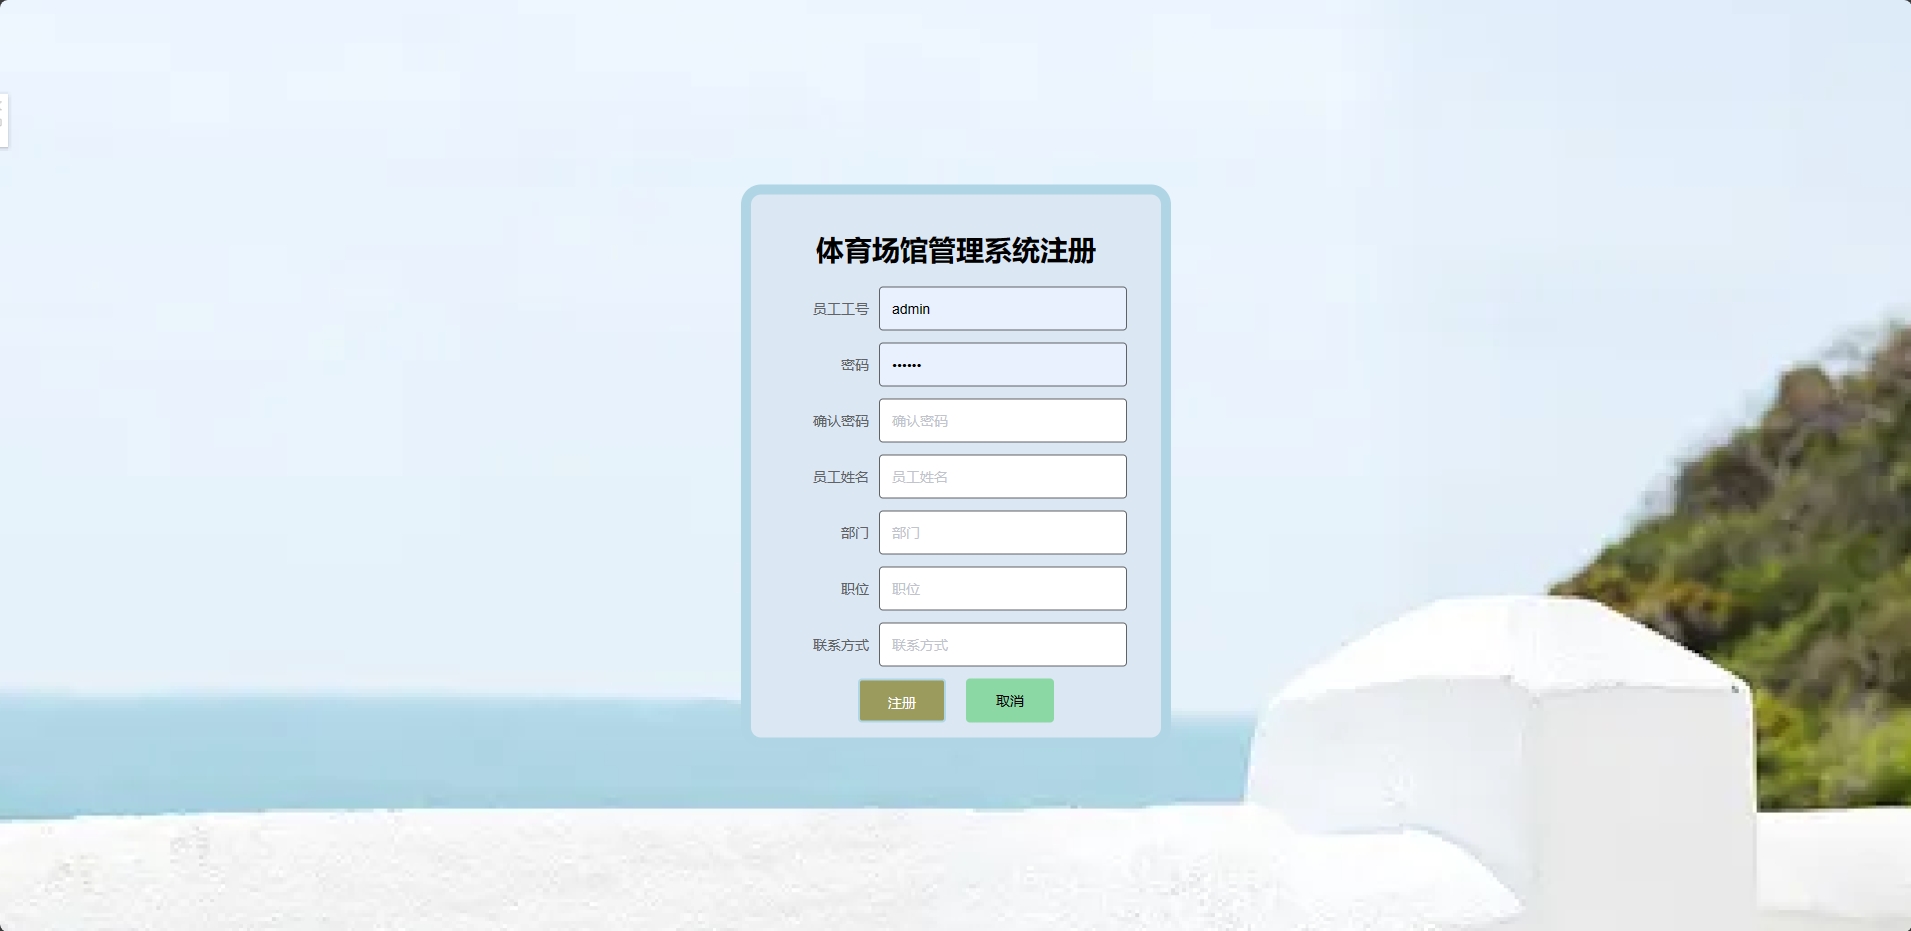 体育场馆管理系统注册
员工工号 admin
密码 ••••••
确认密码 确认密码
员工姓名 员工姓名
部门 部门
职位 职位
联系方式 联系方式
注册 取消